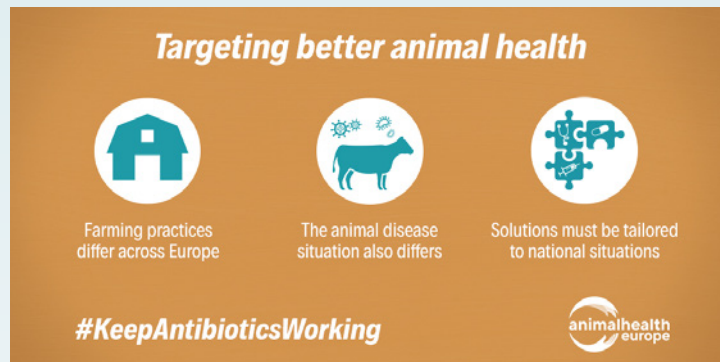 Targeting better animal health
Farming practices
differ across Europe
The animal disease
situation also differs
Solutions must be tailored
to national situations
#KeepAntibioticsWorking
animalhealth
europe